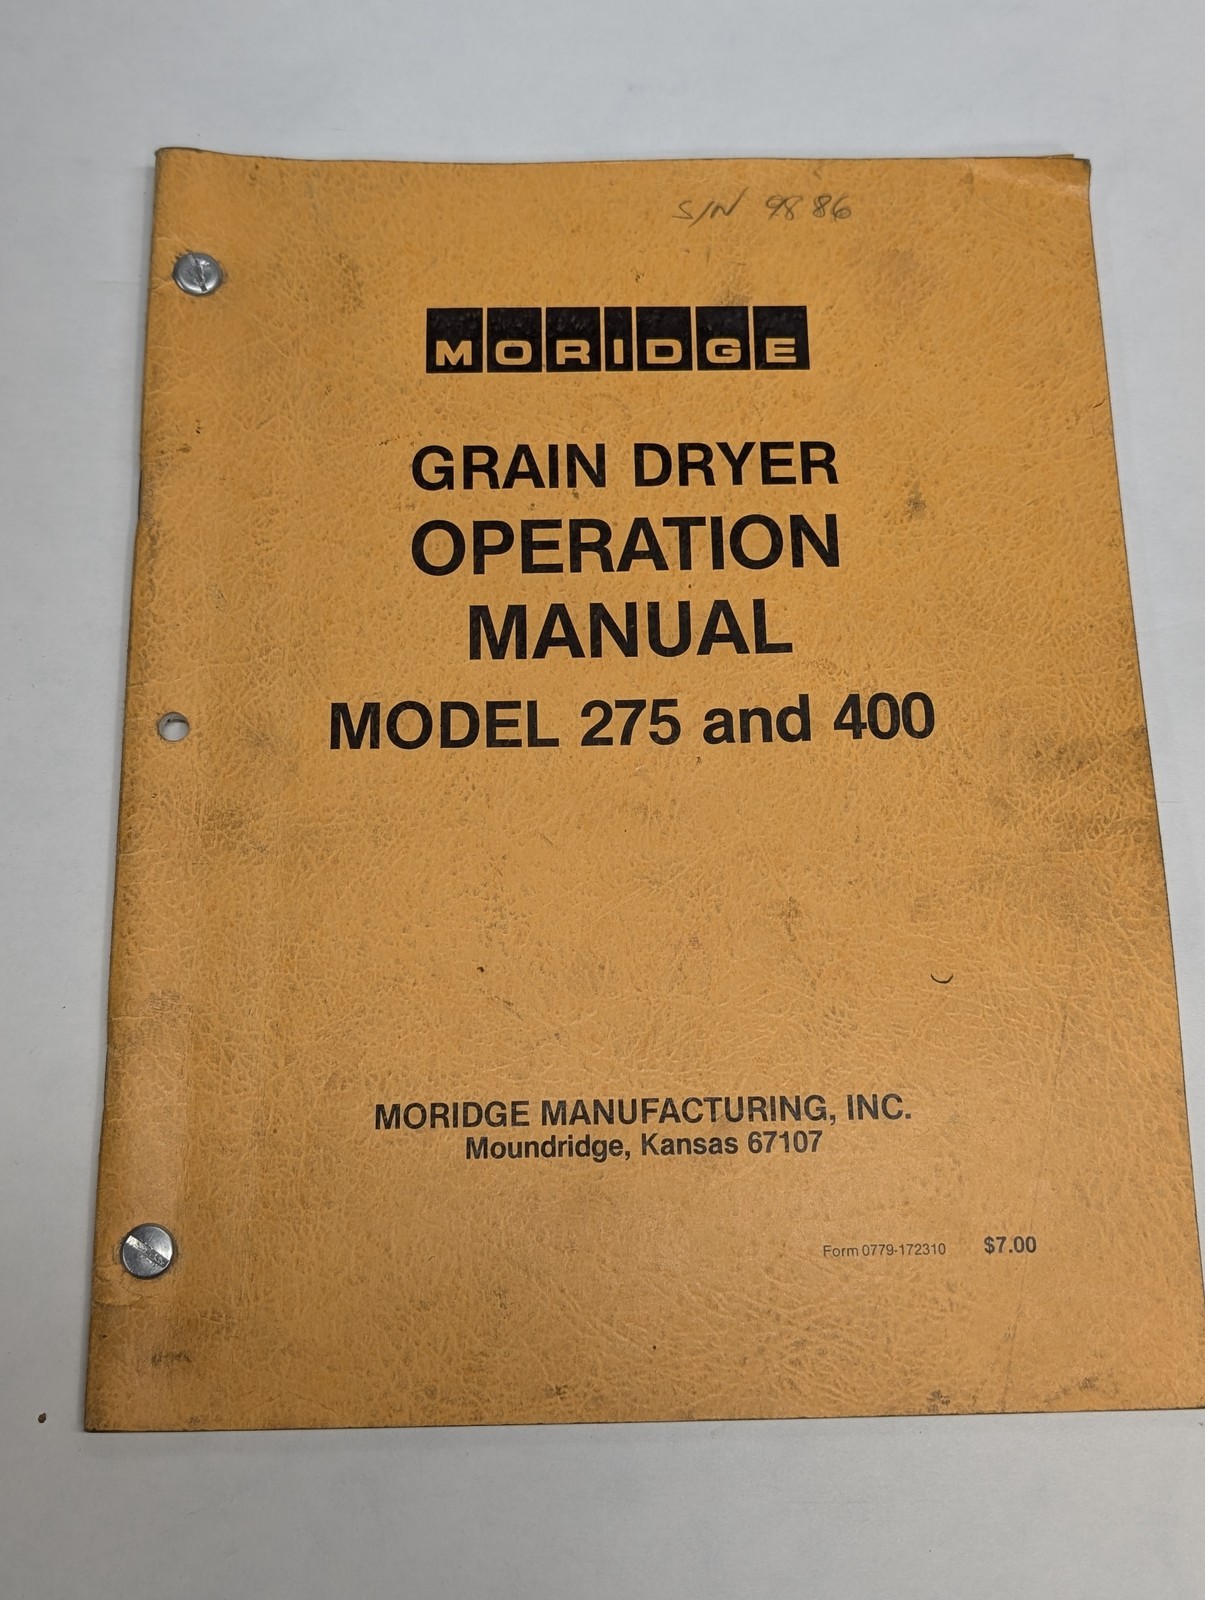 S/N 9886
MORIDGE
GRAIN DRYER
OPERATION
MANUAL
MODEL 275 and 400
MORIDGE MANUFACTURING, INC.
Moundridge, Kansas 67107
Form 0779-172310 $7.00